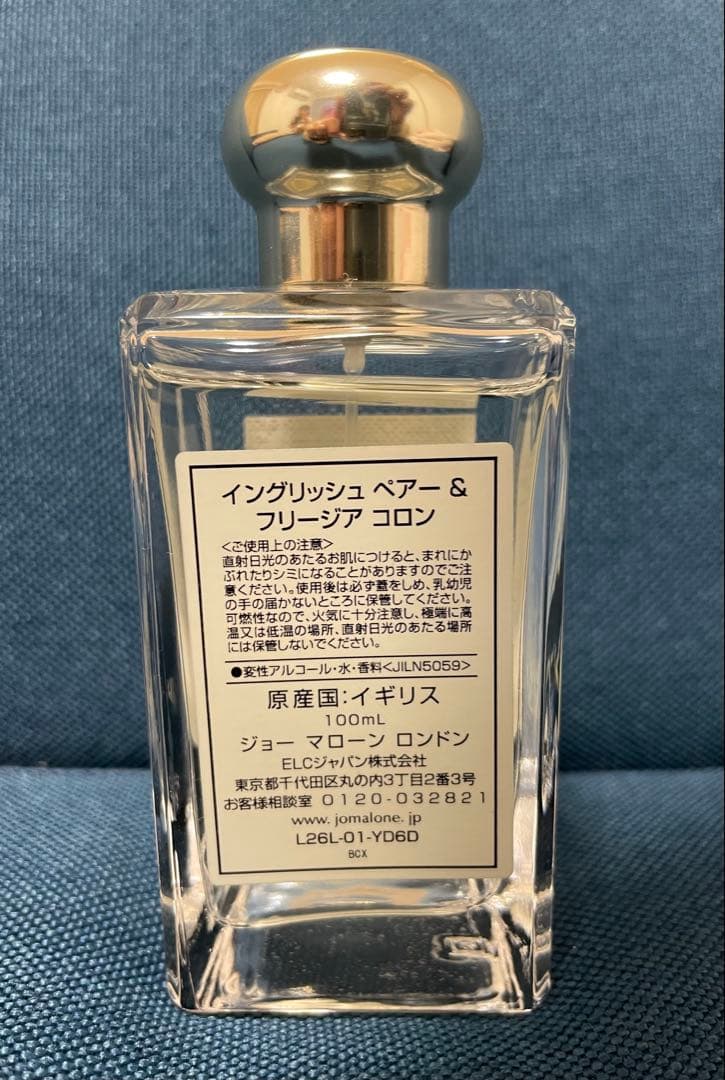 イングリッシュ ペアー &
フリージア コロン
<ご使用上の注意>
直射日光のあたるお肌につけると、まれにか
ぶれたりシミになることがありますのでご注
意ください。使用後は必ず蓋をしめ、乳幼児
の手の届かないところに保管してください。
可燃性なので、火気に十分注意し、極端に高
温又は低温の場所、直射日光のあたる場所
には保管しないでください。
●変性アルコール・水・香料<JILN5059>
原産国:イギリス
100mL
ジョー マローン ロンドン
ELCジャパン株式会社
東京都千代田区丸の内3丁目2番3号
お客様相談室 0120-032821
www. jomalone. jp
L26L-01-YD6D
BCX